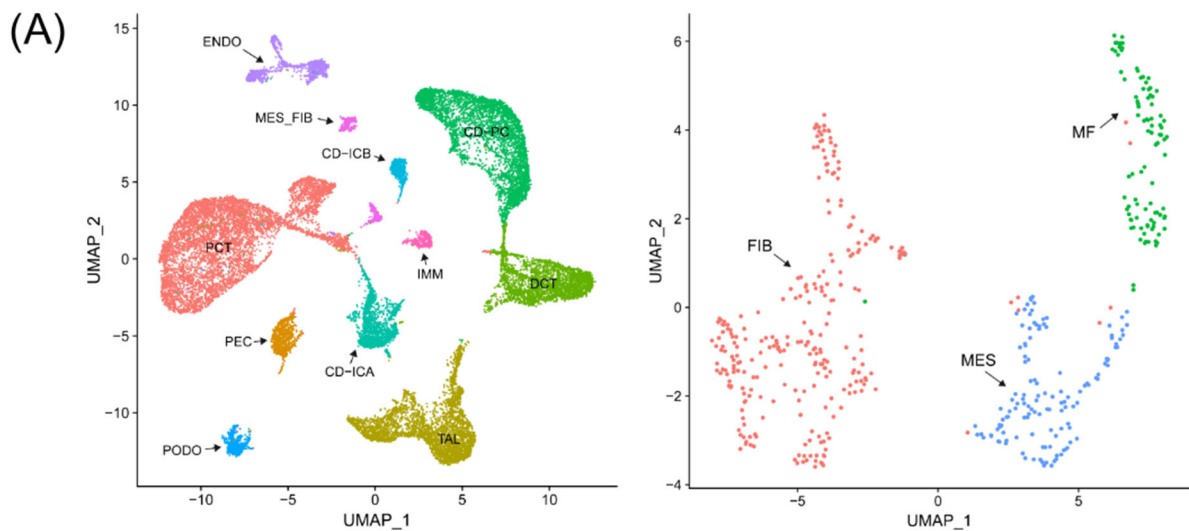 (A)
ENDO
MES_FIB
CD-ICB
CD-PC
PCT
IMM
DCT
PEC
CD-ICA
TAL
PODO
15
10
5
0
−5
−10
UMAP_2
−10
−5
0
5
10
UMAP_1
MF
FIB
MES
6
4
2
0
−2
−4
UMAP_2
−5
0
5
UMAP_1